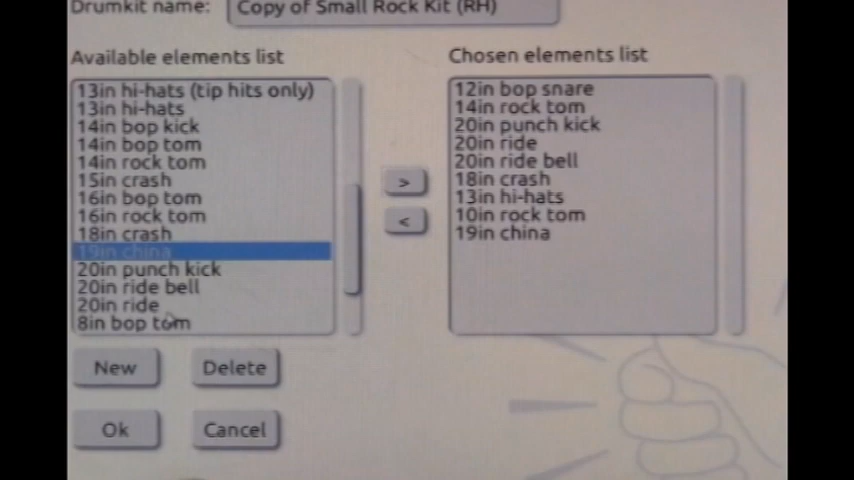 Drumkit name: Copy of Small Rock Kit (RH)
Available elements list
13in hi-hats (tip hits only)
13in hi-hats
14in bop kick
14in bop tom
14in rock tom
15in crash
16in bop tom
16in rock tom
18in crash
19in china
20in punch kick
20in ride bell
20in ride
8in bop tom
>
<
Chosen elements list
12in bop snare
14in rock tom
20in punch kick
20in ride
20in ride bell
18in crash
13in hi-hats
10in rock tom
19in china
New Delete
Ok Cancel